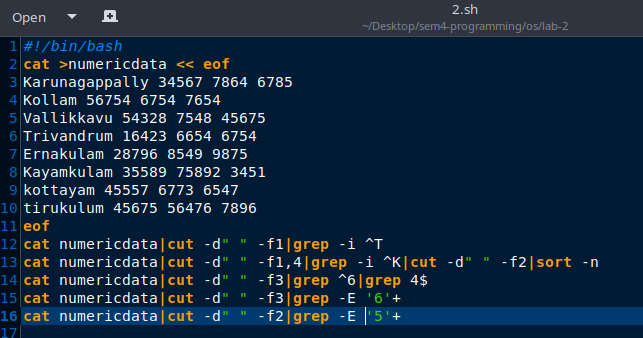 Open
2.sh
~/Desktop/sem4-programming/os/lab-2
1 #!/bin/bash
2 cat >numericdata << eof
3 Karunagappally 34567 7864 6785
4 Kollam 56754 6754 7654
5 Vallikkavu 54328 7548 45675
6 Trivandrum 16423 6654 6754
7 Ernakulam 28796 8549 9875
8 Kayamkulam 35589 75892 3451
9 kottayam 45557 6773 6547
10 tirukulum 45675 56476 7896
11 eof
12 cat numericdata|cut -d" " -f1|grep -i ^T
13 cat numericdata|cut -d" " -f1,4|grep -i ^K|cut -d" " -f2|sort -n
14 cat numericdata|cut -d" " -f3|grep ^6|grep 4$
15 cat numericdata|cut -d" " -f3|grep -E '6'+
16 cat numericdata|cut -d" " -f2|grep -E '5'+
17